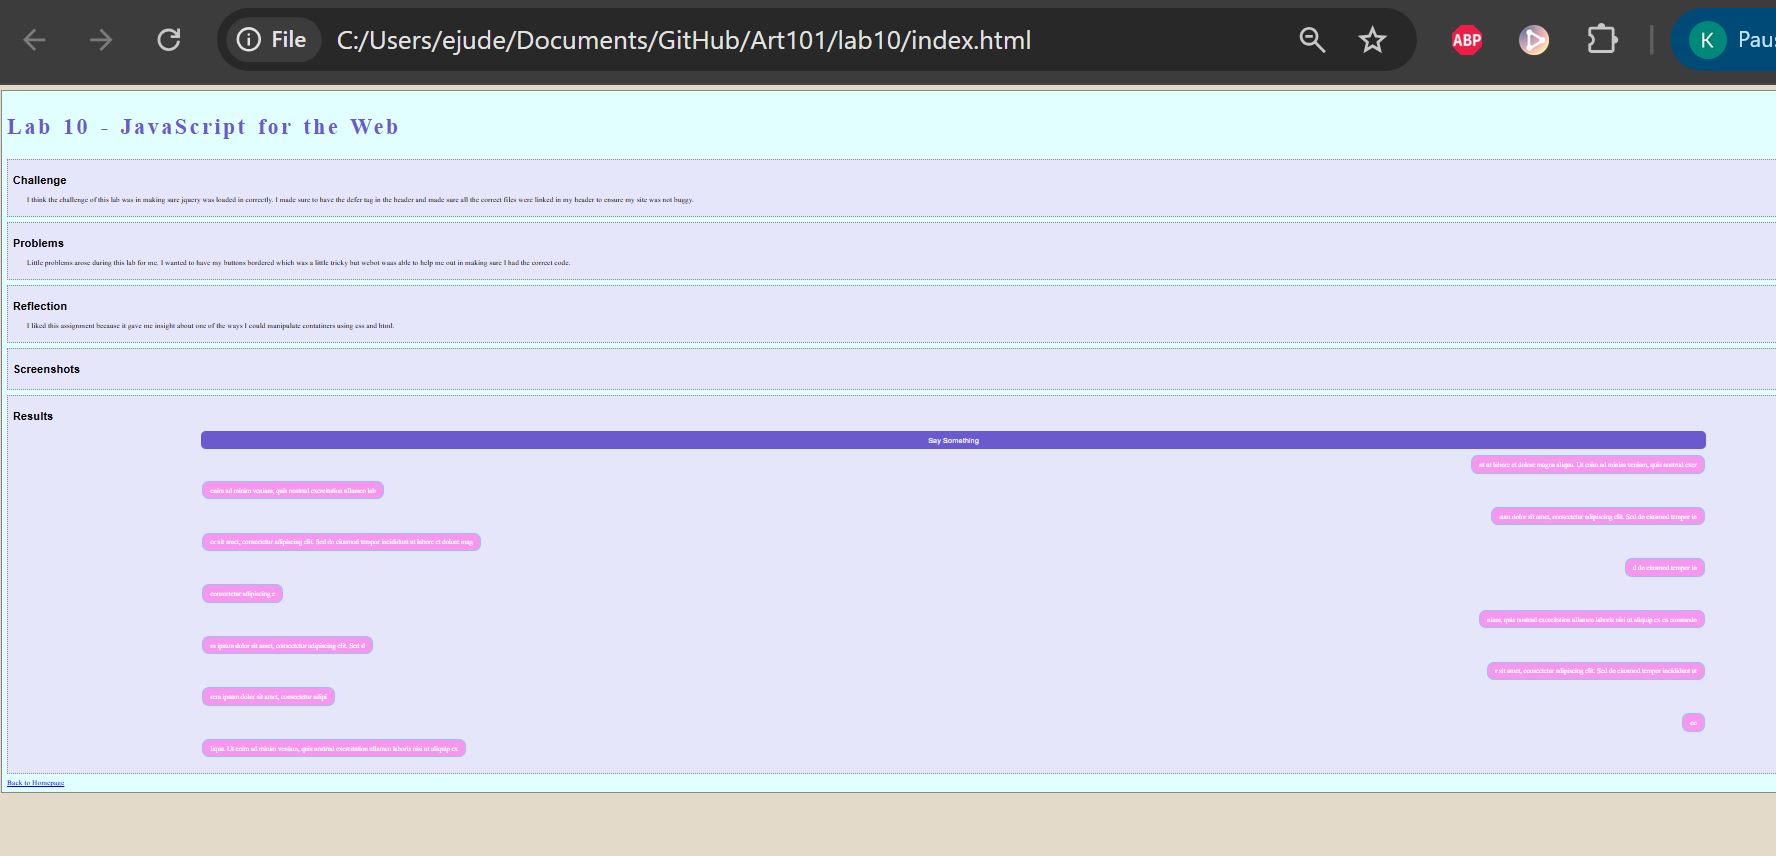 File C:/Users/ejude/Documents/GitHub/Art101/lab10/index.html ABP K Paus
Lab 10 - JavaScript for the Web
Challenge
I think the challenge of this lab was in making sure jquery was loaded in correctly. I made sure to have the defer tag in the header and made sure all the correct files were linked in my header to ensure my site was not buggy.
Problems
Little problems arose during this lab for me. I wanted to have my buttons bordered which was a little tricky but webot waas able to help me out in making sure I had the correct code.
Reflection
I liked this assignment because it gave me insight about one of the ways I could manipulate contatiners using css and html.
Screenshots
Results
Say Something
nt ut labore et dolore magna aliqua. Ut enim ad minim veniam, quis nostrud exer
enim ad minim veniam, quis nostrud exercitation ullamco lab
sum dolor sit amet, consectetur adipiscing elit. Sed do eiusmod tempor in
or sit amet, consectetur adipiscing elit. Sed do eiusmod tempor incididunt ut labore et dolore mag
d do eiusmod tempor in
consectetur adipiscing e
niam, quis nostrud exercitation ullamco laboris nisi ut aliquip ex ea commodo
m ipsum dolor sit amet, consectetur adipiscing elit. Sed d
r sit amet, consectetur adipiscing elit. Sed do eiusmod tempor incididunt ut
rem ipsum dolor sit amet, consectetur adipi
liqua. Ut enim ad minim veniam, quis nostrud exercitation ullamco laboris nisi ut aliquip ex
Back to Homepage